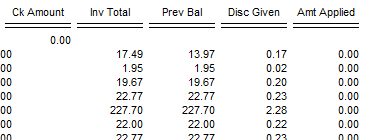 Ck Amount Inv Total Prev Bal Disc Given Amt Applied
0.00
00 17.49 13.97 0.17 0.00
00 1.95 1.95 0.02 0.00
00 19.67 19.67 0.20 0.00
00 22.77 22.77 0.23 0.00
00 227.70 227.70 2.28 0.00
00 22.00 22.00 0.22 0.00
00 22.77 22.77 0.23 0.00